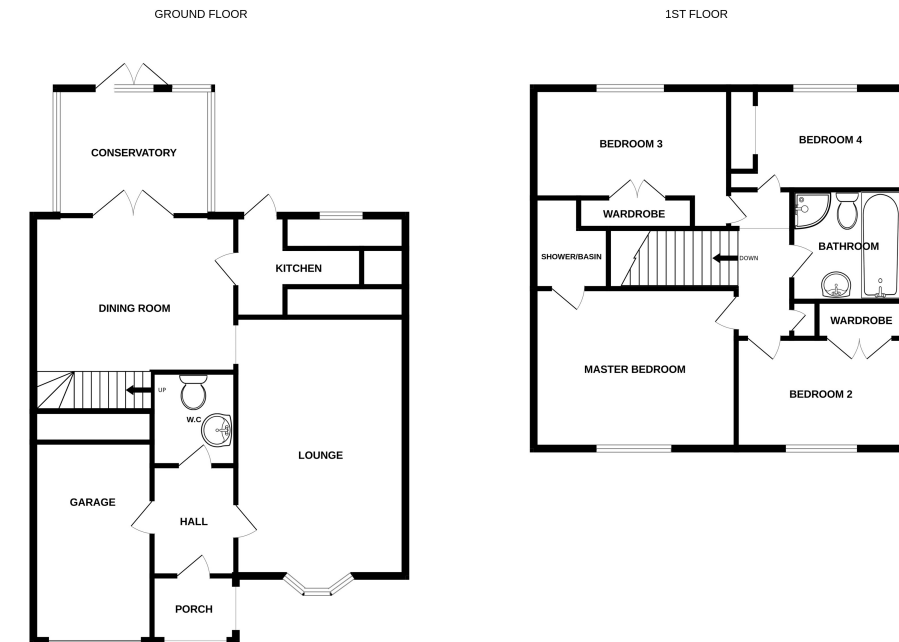 GROUND FLOOR
1ST FLOOR
CONSERVATORY
KITCHEN
DINING ROOM
UP
W.C
LOUNGE
GARAGE
HALL
PORCH
BEDROOM 3
BEDROOM 4
WARDROBE
SHOWER/BASIN
BATHROOM
DOWN
WARDROBE
MASTER BEDROOM
BEDROOM 2